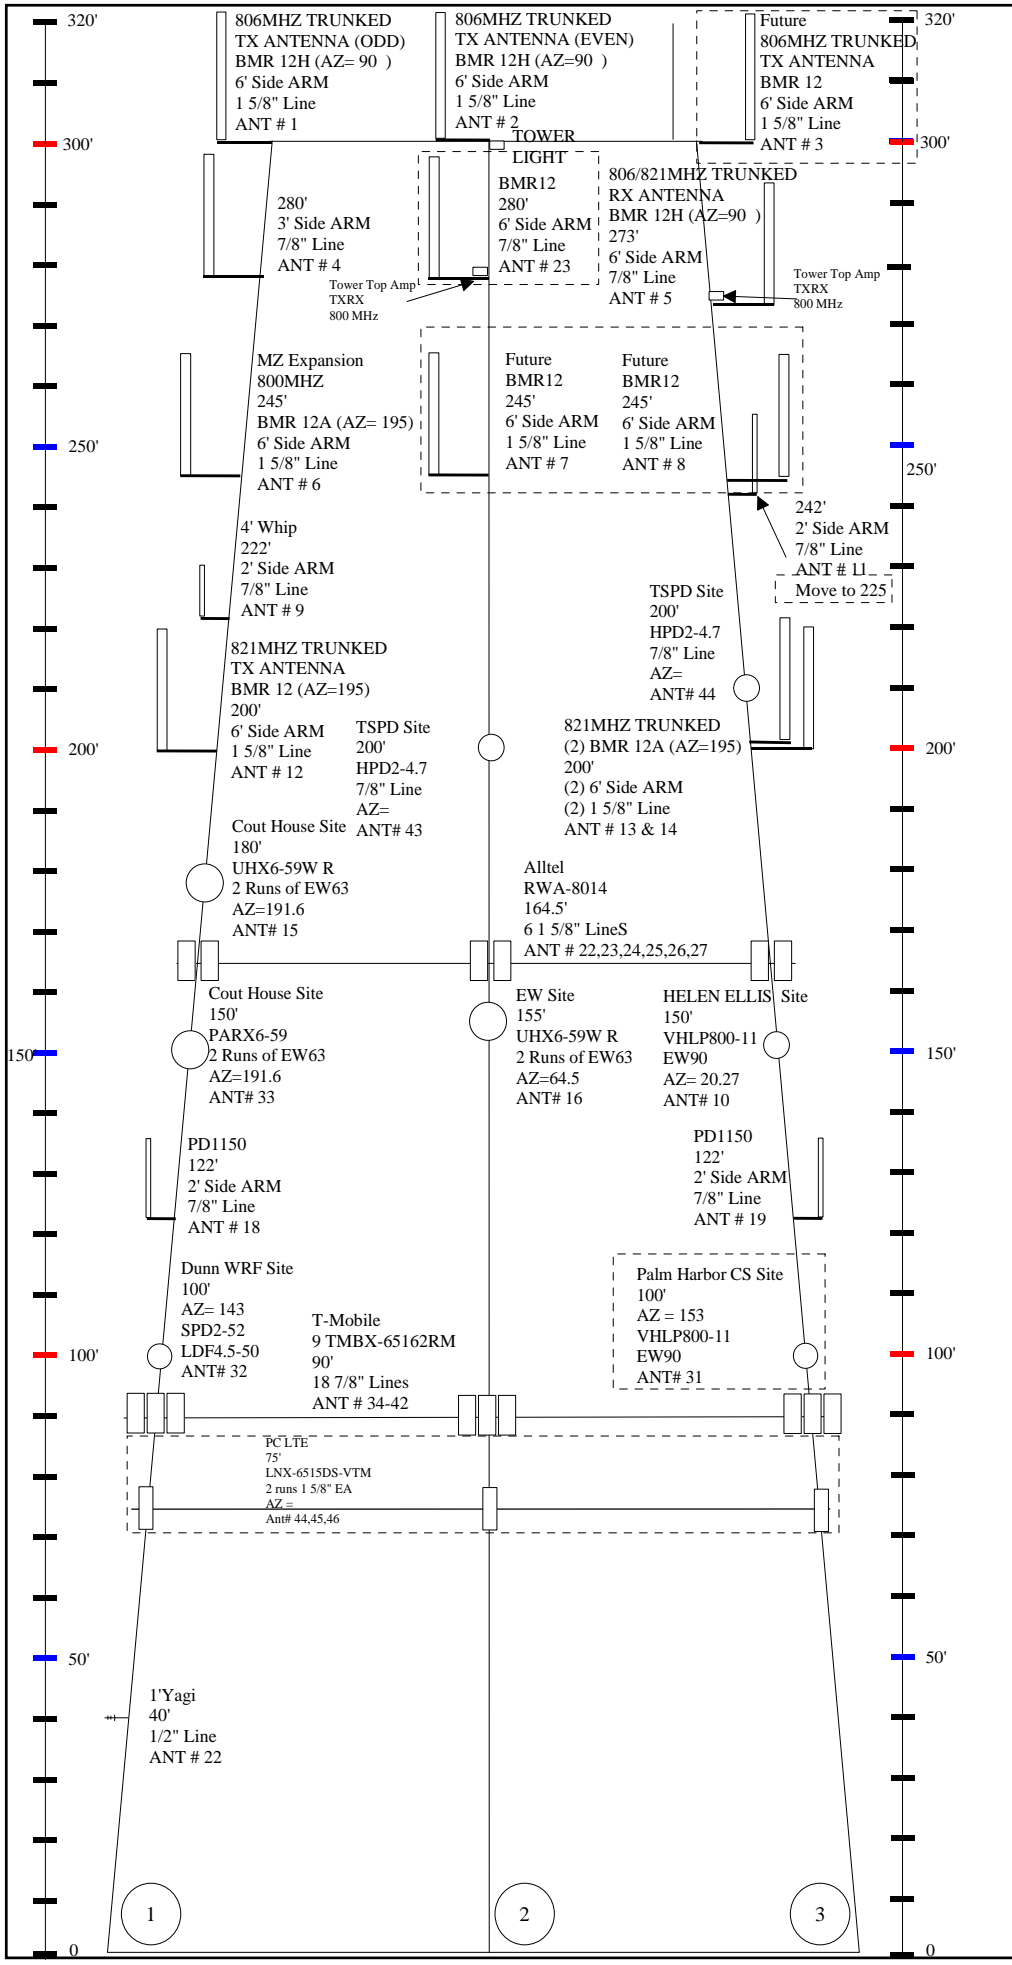 320'
806MHZ TRUNKED
TX ANTENNA (ODD)
BMR 12H (AZ= 90 )
6' Side ARM
1 5/8" Line
ANT # 1
806MHZ TRUNKED
TX ANTENNA (EVEN)
BMR 12H (AZ=90 )
6' Side ARM
1 5/8" Line
ANT # 2
Future
806MHZ TRUNKED
TX ANTENNA
BMR 12
6' Side ARM
1 5/8" Line
ANT # 3
320'
300'
TOWER
LIGHT
300'
280'
3' Side ARM
7/8" Line
ANT # 4
BMR12
280'
6' Side ARM
7/8" Line
ANT # 23
Tower Top Amp
TXRX
800 MHz
806/821MHZ TRUNKED
RX ANTENNA
BMR 12H (AZ=90 )
273'
6' Side ARM
7/8" Line
ANT # 5
Tower Top Amp
TXRX
800 MHz
MZ Expansion
800MHZ
245'
BMR 12A (AZ= 195)
6' Side ARM
1 5/8" Line
ANT # 6
Future
BMR12
245'
6' Side ARM
1 5/8" Line
ANT # 7
Future
BMR12
245'
6' Side ARM
1 5/8" Line
ANT # 8
250'
250'
242'
2' Side ARM
7/8" Line
ANT # 11
Move to 225
4' Whip
222'
2' Side ARM
7/8" Line
ANT # 9
TSPD Site
200'
HPD2-4.7
7/8" Line
AZ=
ANT# 44
821MHZ TRUNKED
TX ANTENNA
BMR 12 (AZ=195)
200'
6' Side ARM
1 5/8" Line
ANT # 12
TSPD Site
200'
HPD2-4.7
7/8" Line
AZ=
ANT# 43
821MHZ TRUNKED
(2) BMR 12A (AZ=195)
200'
(2) 6' Side ARM
(2) 1 5/8" Line
ANT # 13 & 14
200'
200'
Cout House Site
180'
UHX6-59W R
2 Runs of EW63
AZ=191.6
ANT# 15
Alltel
RWA-8014
164.5'
6 1 5/8" LineS
ANT # 22,23,24,25,26,27
Cout House Site
150'
PARX6-59
2 Runs of EW63
AZ=191.6
ANT# 33
EW Site
155'
UHX6-59W R
2 Runs of EW63
AZ=64.5
ANT# 16
HELEN ELLIS Site
150'
VHLP800-11
EW90
AZ= 20.27
ANT# 10
150'
150'
PD1150
122'
2' Side ARM
7/8" Line
ANT # 18
PD1150
122'
2' Side ARM
7/8" Line
ANT # 19
Dunn WRF Site
100'
AZ= 143
SPD2-52
LDF4.5-50
ANT# 32
T-Mobile
9 TMBX-65162RM
90'
18 7/8" Lines
ANT # 34-42
Palm Harbor CS Site
100'
AZ = 153
VHLP800-11
EW90
ANT# 31
100'
100'
PC LTE
75'
LNX-6515DS-VTM
2 runs 1 5/8" EA
AZ =
Ant# 44,45,46
50'
50'
1'Yagi
40'
1/2" Line
ANT # 22
1
2
3
0
0